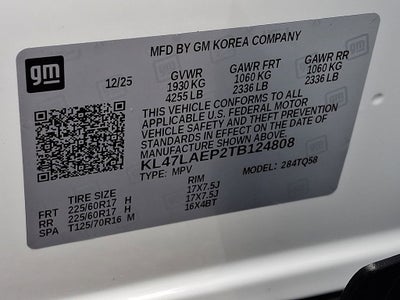 MFD BY GM KOREA COMPANY
gm
12/25
GVWR GAWR FRT GAWR RR
1930 KG 1060 KG 1060 KG
4255 LB 2336 LB 2336 LB
THIS VEHICLE CONFORMS TO ALL
APPLICABLE U.S. FEDERAL MOTOR
VEHICLE SAFETY AND THEFT PREVENTION
STANDARDS IN EFFECT ON THE DATE OF
MANUFACTURE SHOWN ABOVE.
KL47LAEP2TB124808
TYPE: MPV MODEL: 284TQ58
TIRE SIZE RIM
FRT 225/60R17 H 17X7.5J
RR 225/60R17 H 17X7.5J
SPA T125/70R16 M 16X4BT